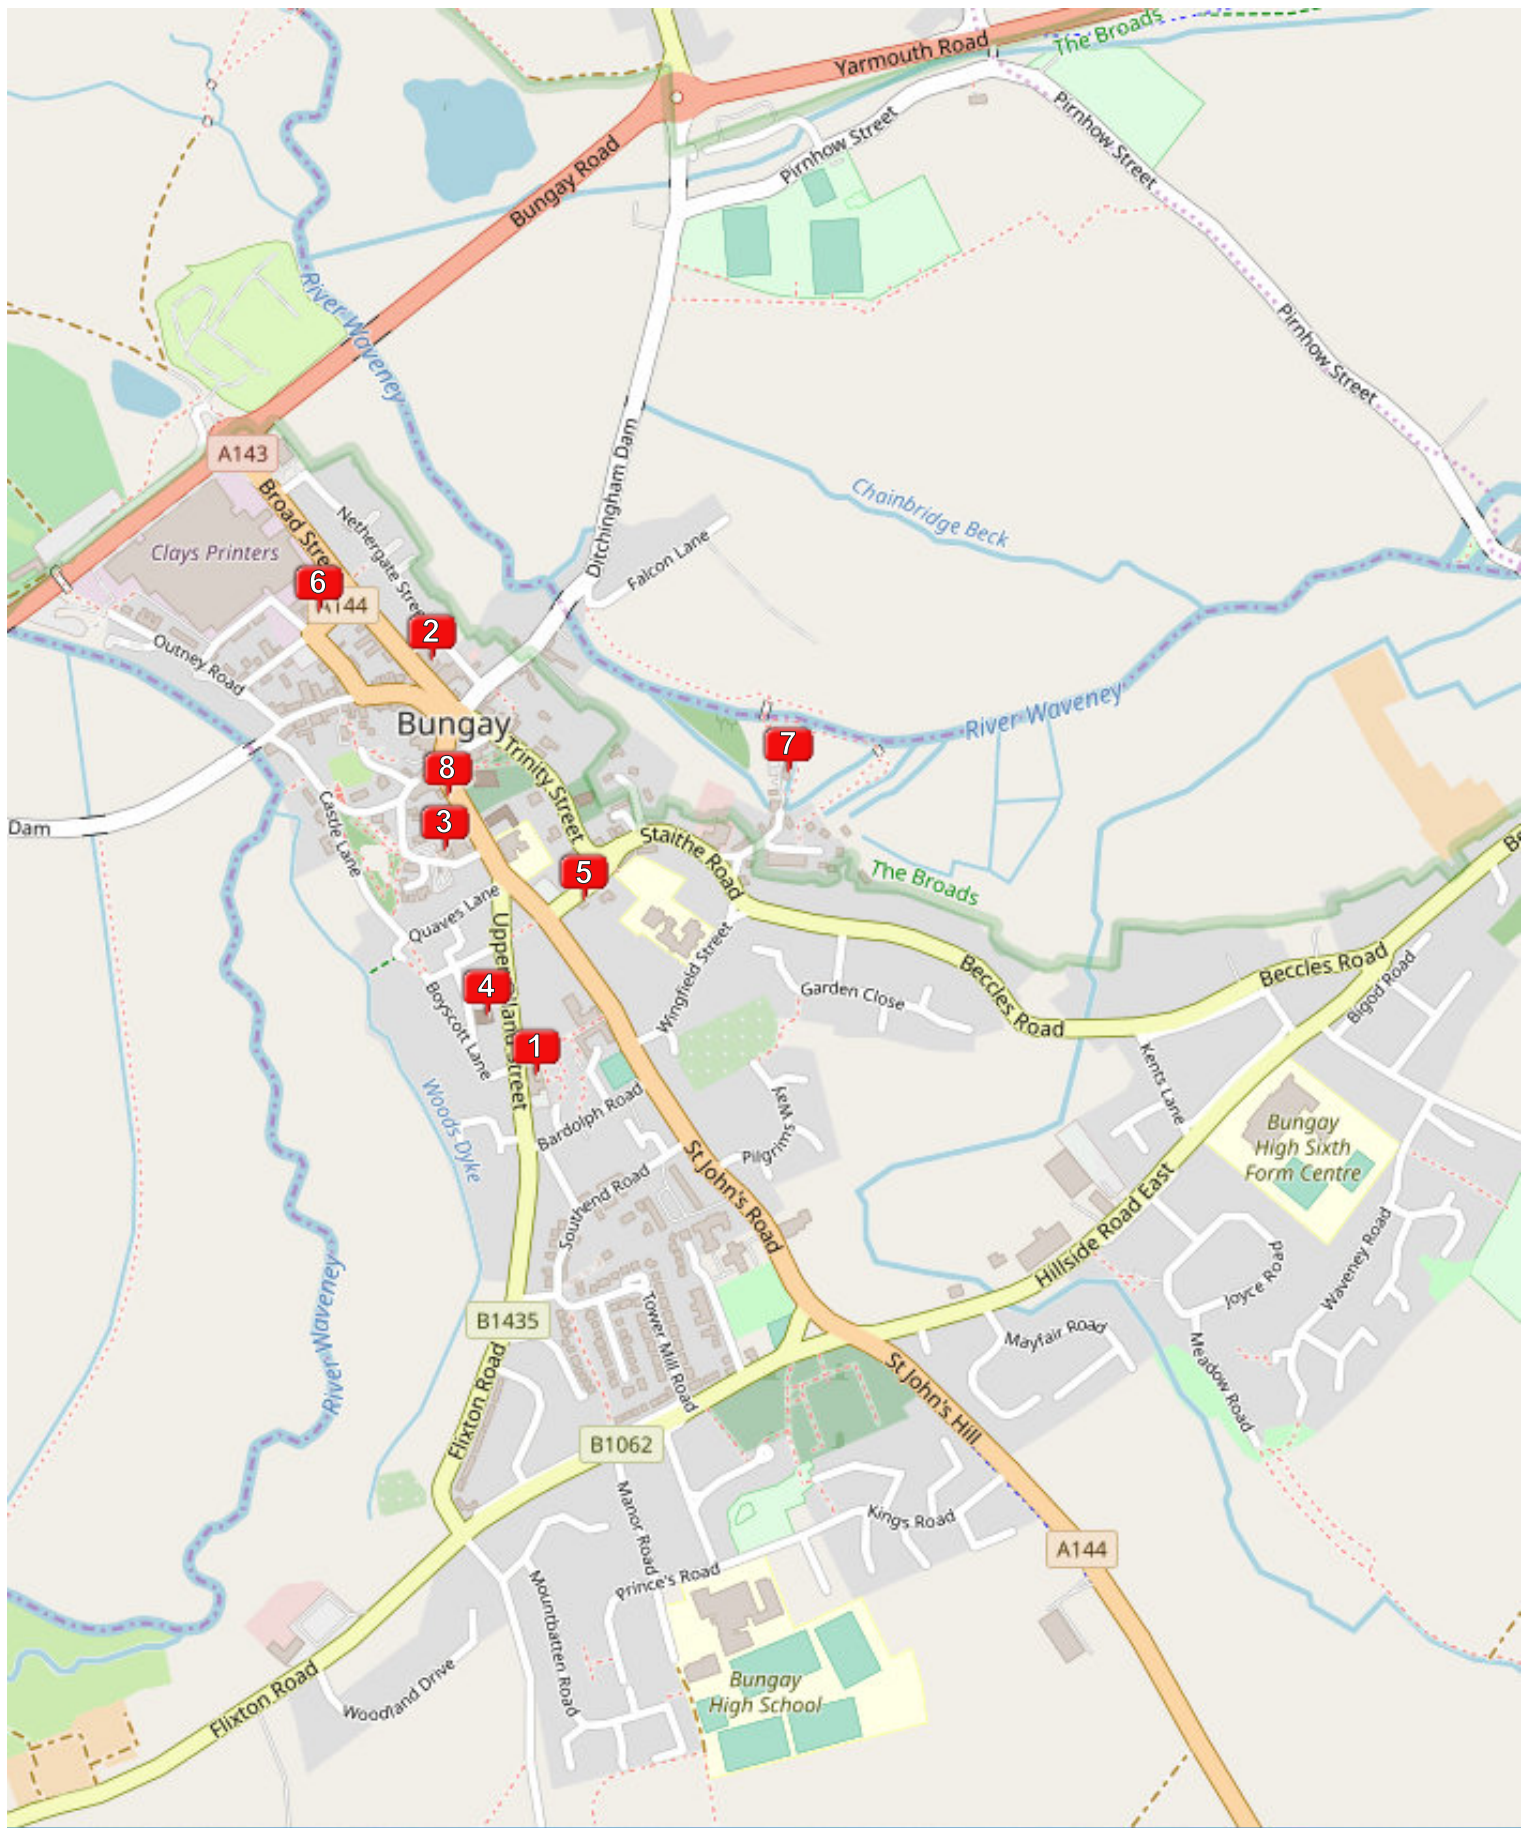 The Broads
Yarmouth Road
Pirnhow Street
Pirnhow Street
Bungay Road
River Waveney
Pirnhow Street
A143
Broad Stre
Nethergate Stree
Ditchingham Dam
Chainbridge Beck
Clays Printers
Falcon Lane
6
A144
2
Outney Road
Bungay
River Waveney
7
Trinity Street
8
3
Castle Lane
Dam
Staithe Road
Be
5
The Broads
Quaves Lane
Upper Olland Street
Wingfield Street
Garden Close
Beccles Road
Beccles Road
Bigod Road
4
Boyscott Lane
1
Kents Lane
Woods Dyke
Bardolph Road
Pilgrims Way
Bungay
High Sixth
Form Centre
St John's Road
Southend Road
Hillside Road East
Joyce Road
Waveney Road
River Waveney
B1435
Tower Mill Road
Mayfair Road
Meadow Road
St John's Hill
Flixton Road
B1062
Manor Road
Kings Road
A144
Prince's Road
Mountbatten Road
Woodland Drive
Flixton Road
Bungay
High School